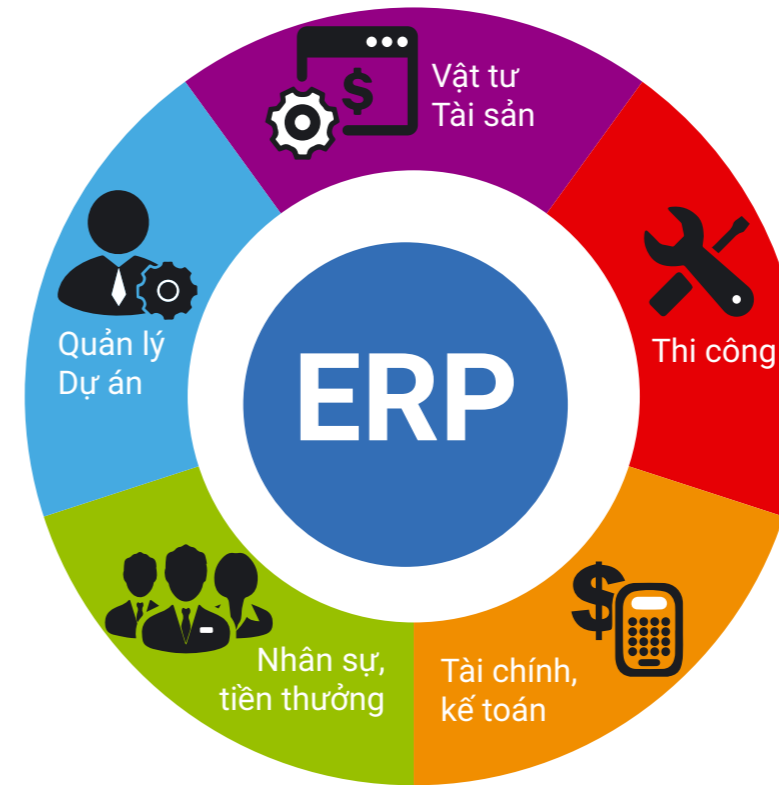 Vật tư
Tài sản
Quản lý
Dự án
ERP
Thi công
Nhân sự,
tiền thưởng
Tài chính,
kế toán